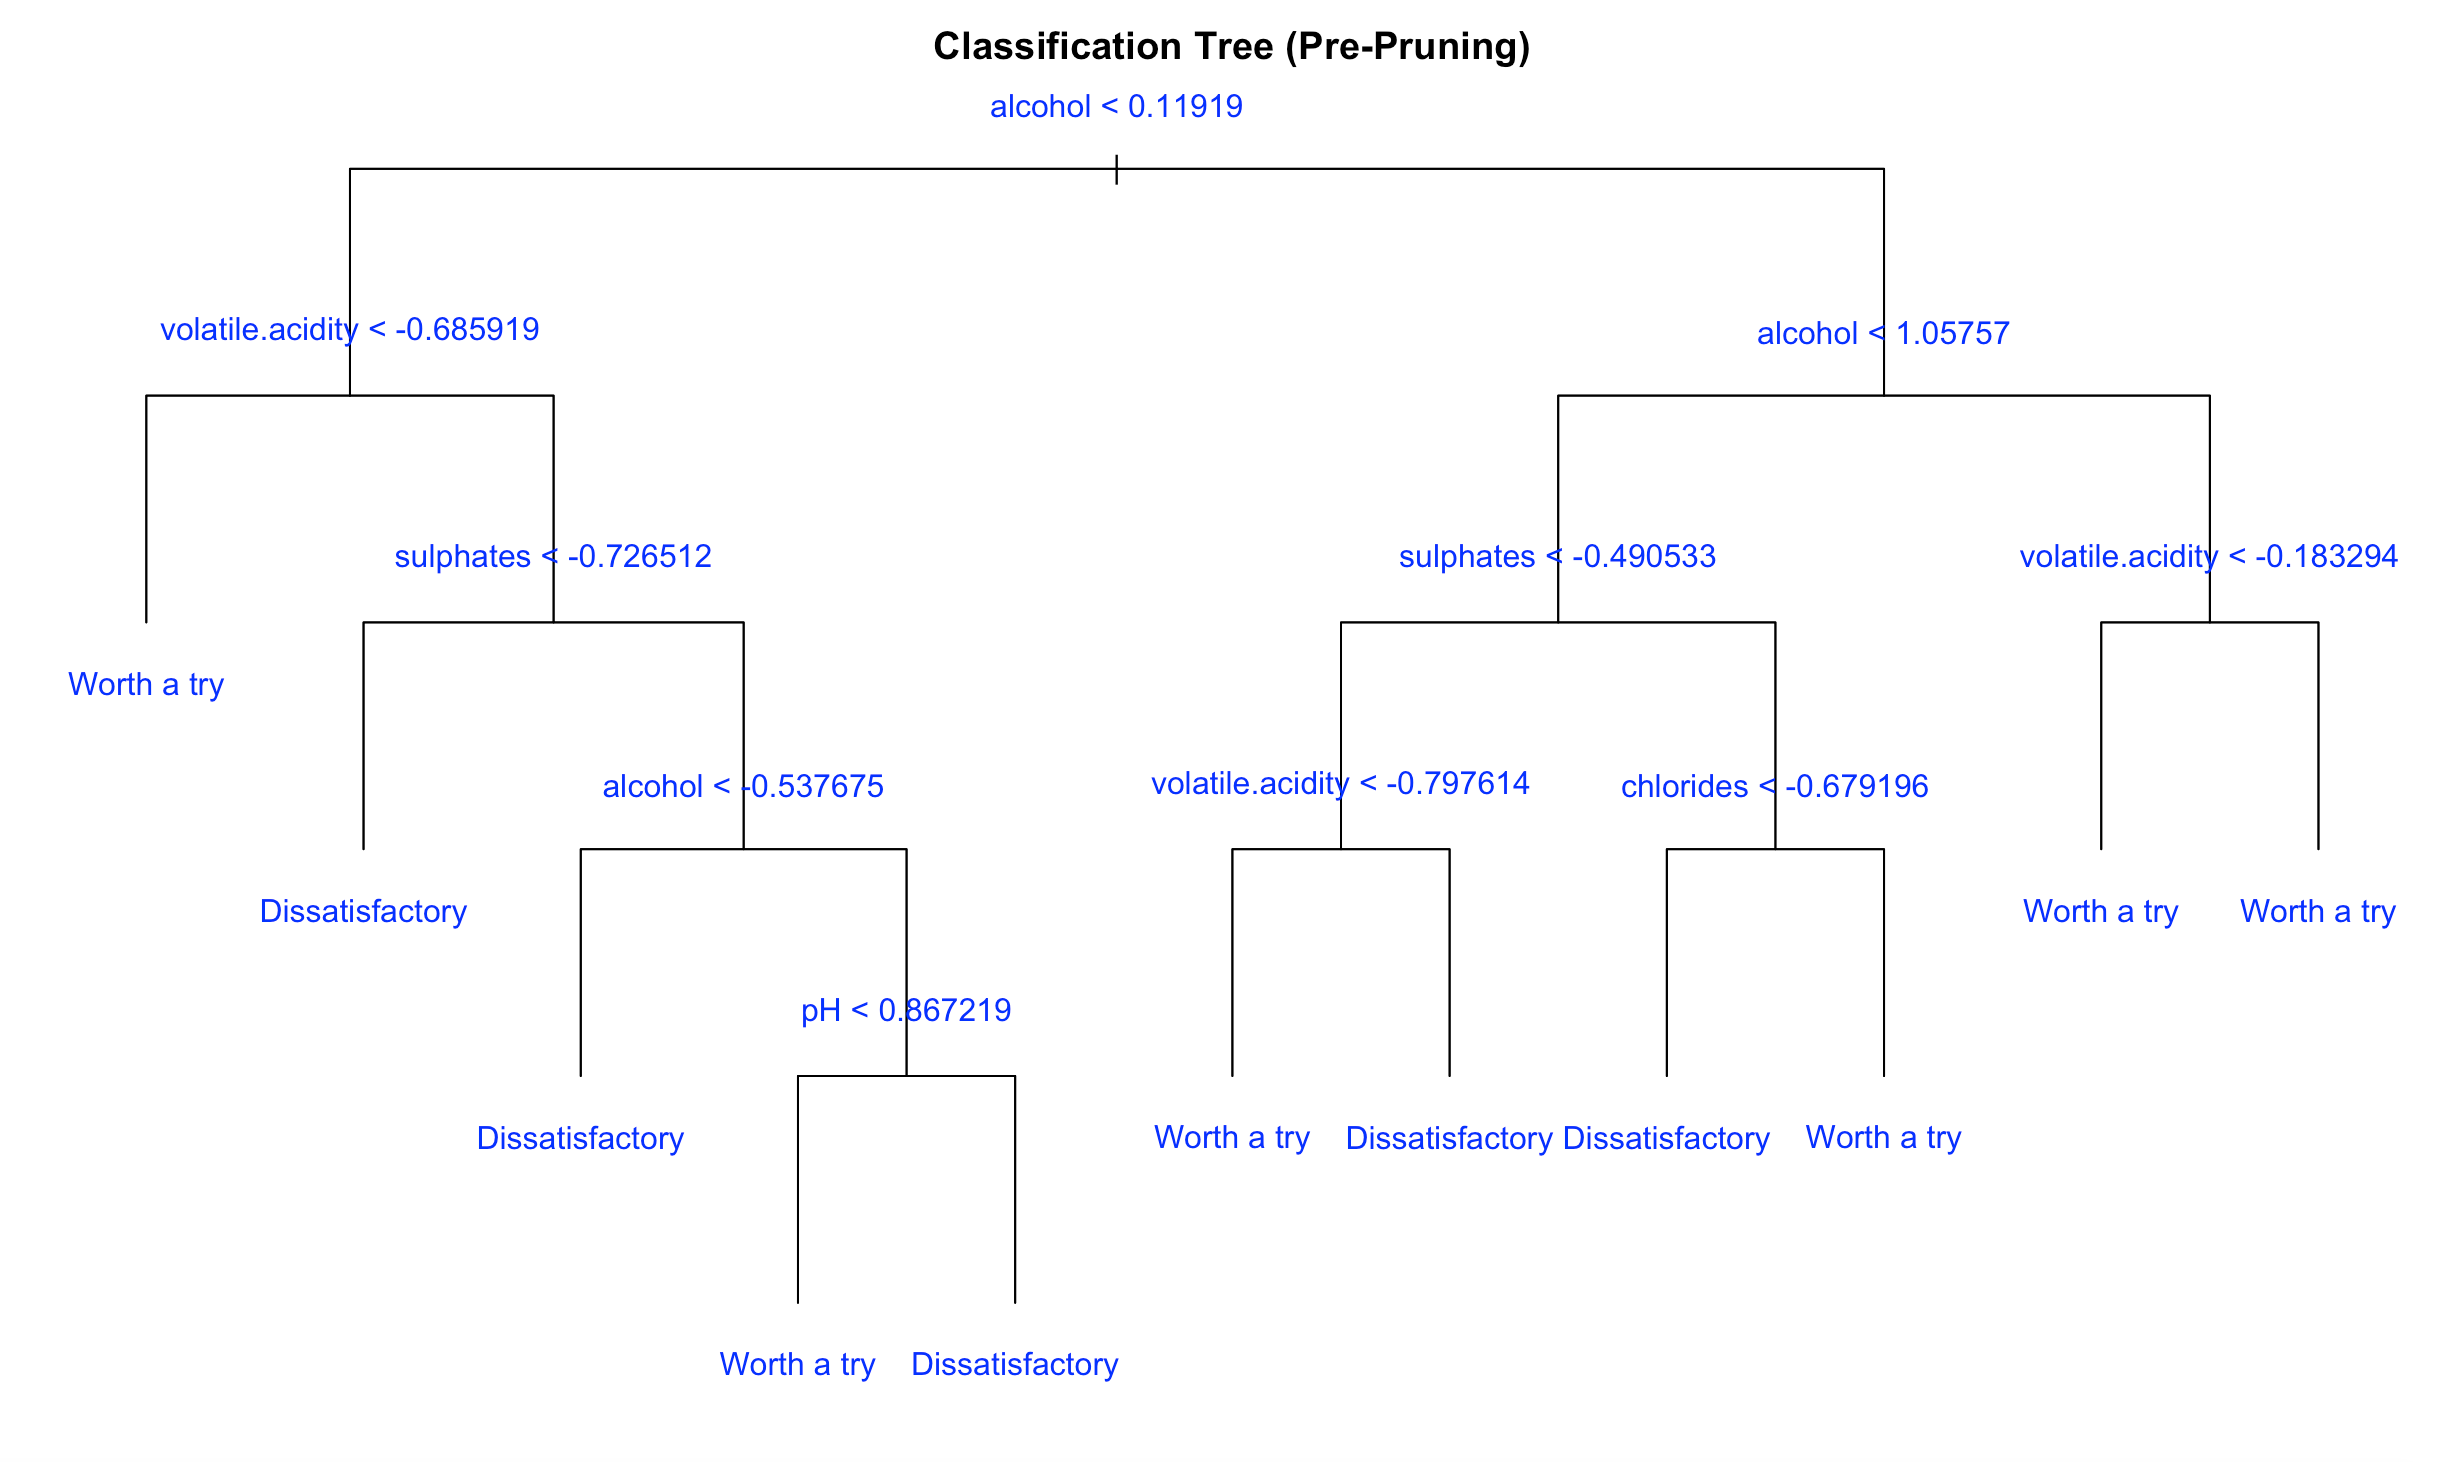 Classification Tree (Pre-Pruning)
alcohol < 0.11919
volatile.acidity < -0.685919
alcohol < 1.05757
sulphates < -0.726512
sulphates < -0.490533
volatile.acidity < -0.183294
Worth a try
alcohol < -0.537675
volatile.acidity < -0.797614
chlorides < -0.679196
Dissatisfactory
Worth a try
Worth a try
pH < 0.867219
Dissatisfactory
Worth a try
Dissatisfactory
Dissatisfactory
Worth a try
Worth a try
Dissatisfactory